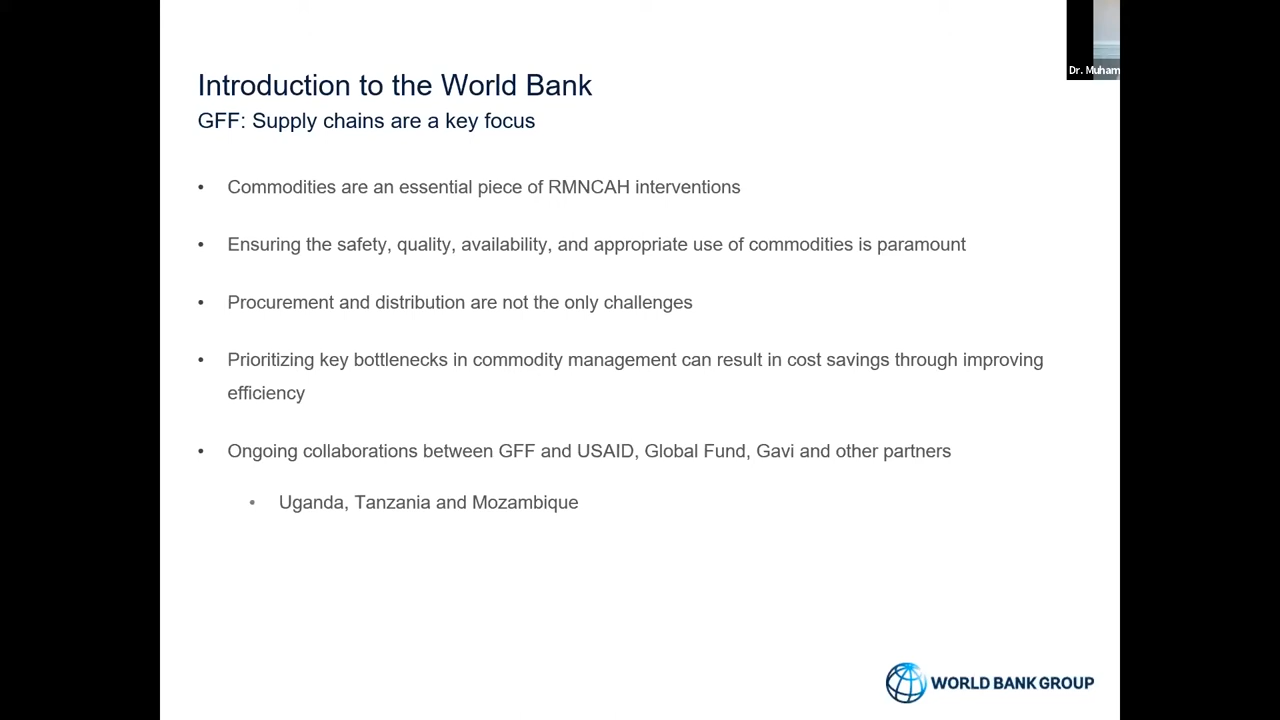 Dr. Muham
Introduction to the World Bank
GFF: Supply chains are a key focus
• Commodities are an essential piece of RMNCAH interventions
• Ensuring the safety, quality, availability, and appropriate use of commodities is paramount
• Procurement and distribution are not the only challenges
• Prioritizing key bottlenecks in commodity management can result in cost savings through improving
efficiency
• Ongoing collaborations between GFF and USAID, Global Fund, Gavi and other partners
• Uganda, Tanzania and Mozambique
WORLD BANK GROUP